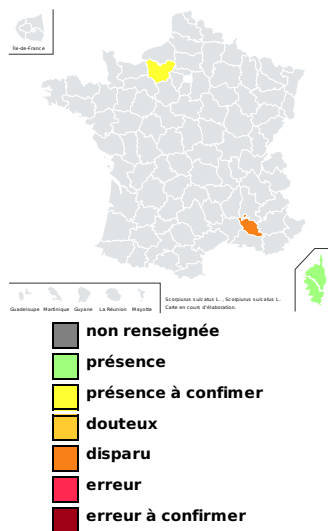 Île-de-France
Guadeloupe Martinique Guyane La Réunion Mayotte
Scorpiurus sulcatus L., , Scorpiurus sulcatus L.
Carte en cours d'élaboration.
non renseignée
présence
présence à confimer
douteux
disparu
erreur
erreur à confirmer